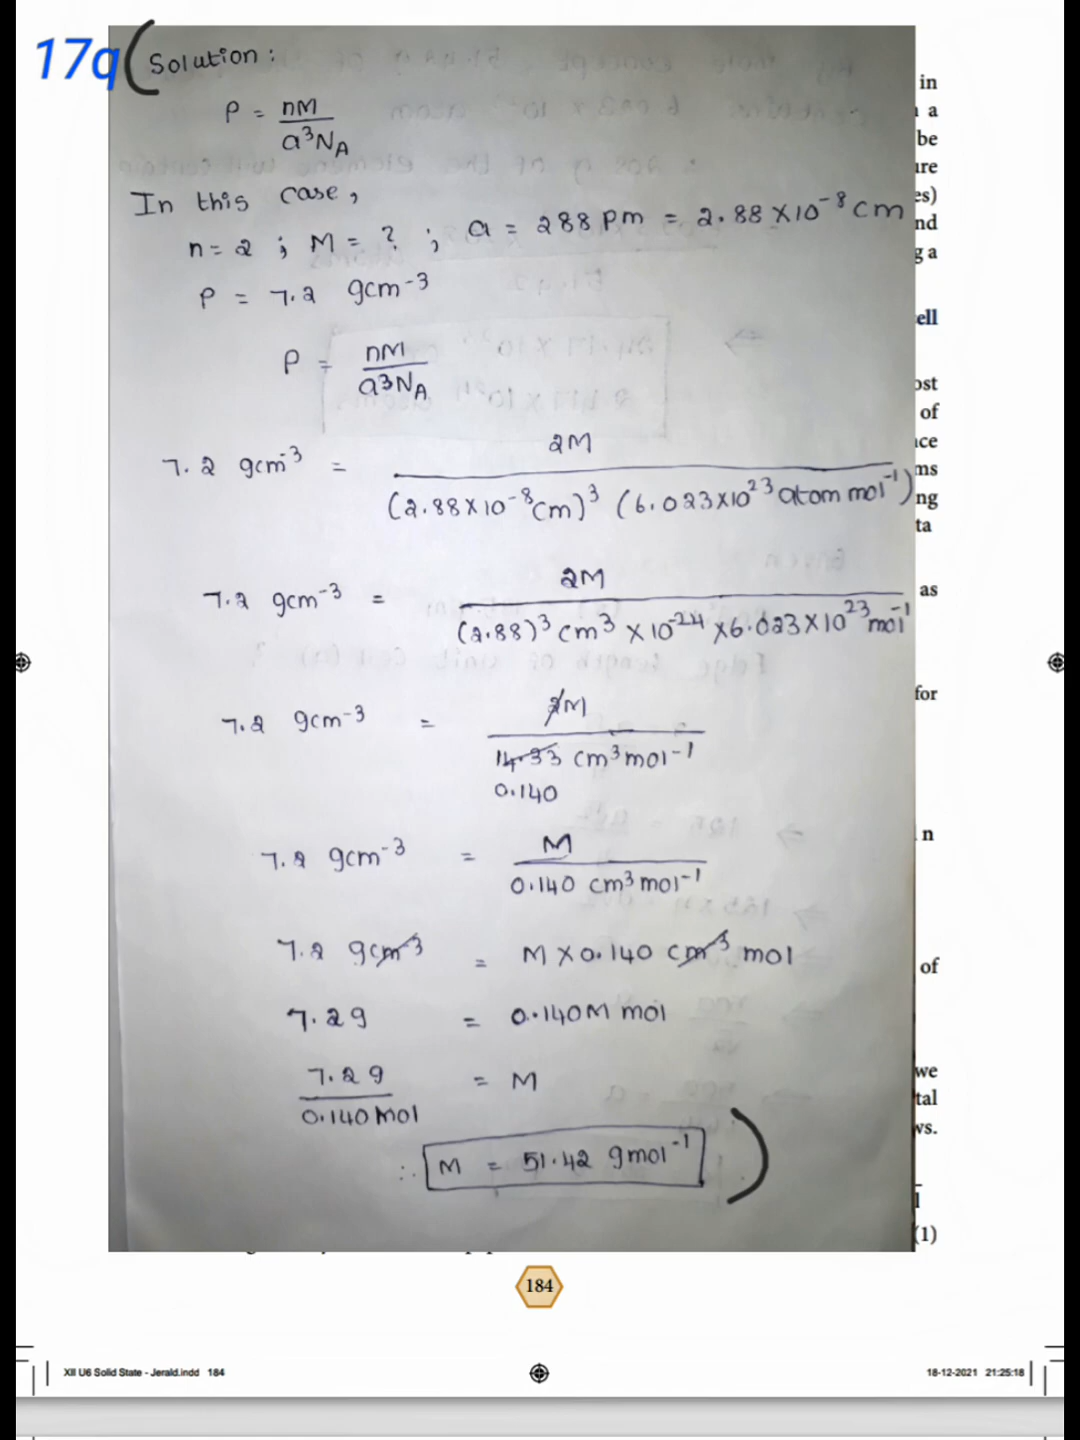 17q
Solution:
ρ = nM / a³N_A
In this case,
n = 2 ; M = ? ; a = 288 pm = 2.88 × 10⁻⁸ cm
ρ = 7.2 gcm⁻³
ρ = nM / a³N_A
7.2 gcm⁻³ = 2M / (2.88 × 10⁻⁸ cm)³ (6.023 × 10²³ atom mol⁻¹)
7.2 gcm⁻³ = 2M / (2.88)³ cm³ × 10⁻²⁴ × 6.023 × 10²³ mol⁻¹
7.2 gcm⁻³ = 2M / 14.33 cm³ mol⁻¹
0.140
7.2 gcm⁻³ = M / 0.140 cm³ mol⁻¹
7.2 gcm⁻³ = M × 0.140 cm⁻³ mol
7.2g = 0.140M mol
7.2g / 0.140 mol = M
∴ M = 51.42 gmol⁻¹
in
a
be
es)
nd
g a
ell
ost
of
ms
ng
ta
as
for
n
of
we
tal
ws.
(1)
184
XII U6 Solid State - Jerald.indd 184
18-12-2021 21:25:18